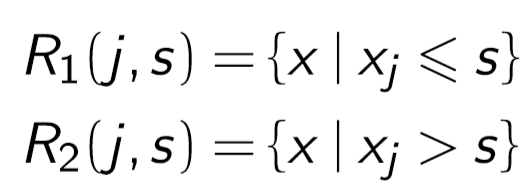 R₁(j, s) = {x | xⱼ ⩽ s}
R₂(j, s) = {x | xⱼ > s}